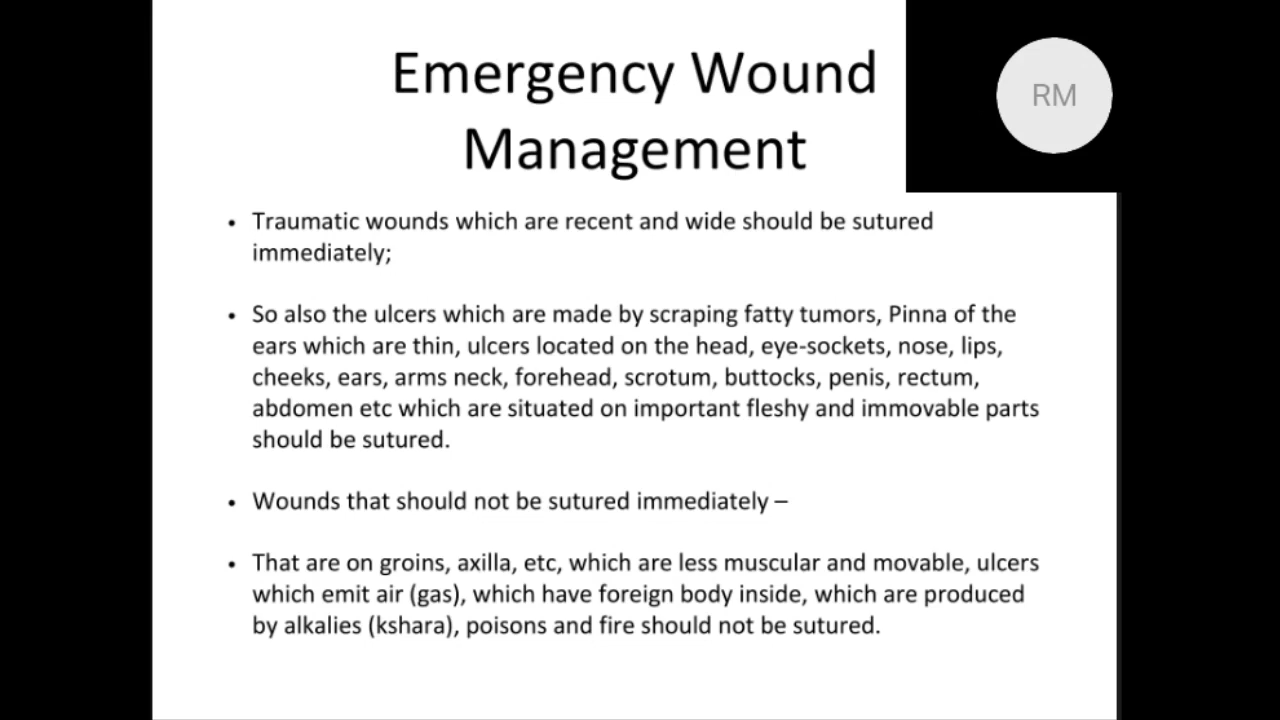 Emergency Wound
Management
RM
• Traumatic wounds which are recent and wide should be sutured
immediately;
• So also the ulcers which are made by scraping fatty tumors, Pinna of the
ears which are thin, ulcers located on the head, eye-sockets, nose, lips,
cheeks, ears, arms neck, forehead, scrotum, buttocks, penis, rectum,
abdomen etc which are situated on important fleshy and immovable parts
should be sutured.
• Wounds that should not be sutured immediately –
• That are on groins, axilla, etc, which are less muscular and movable, ulcers
which emit air (gas), which have foreign body inside, which are produced
by alkalies (kshara), poisons and fire should not be sutured.